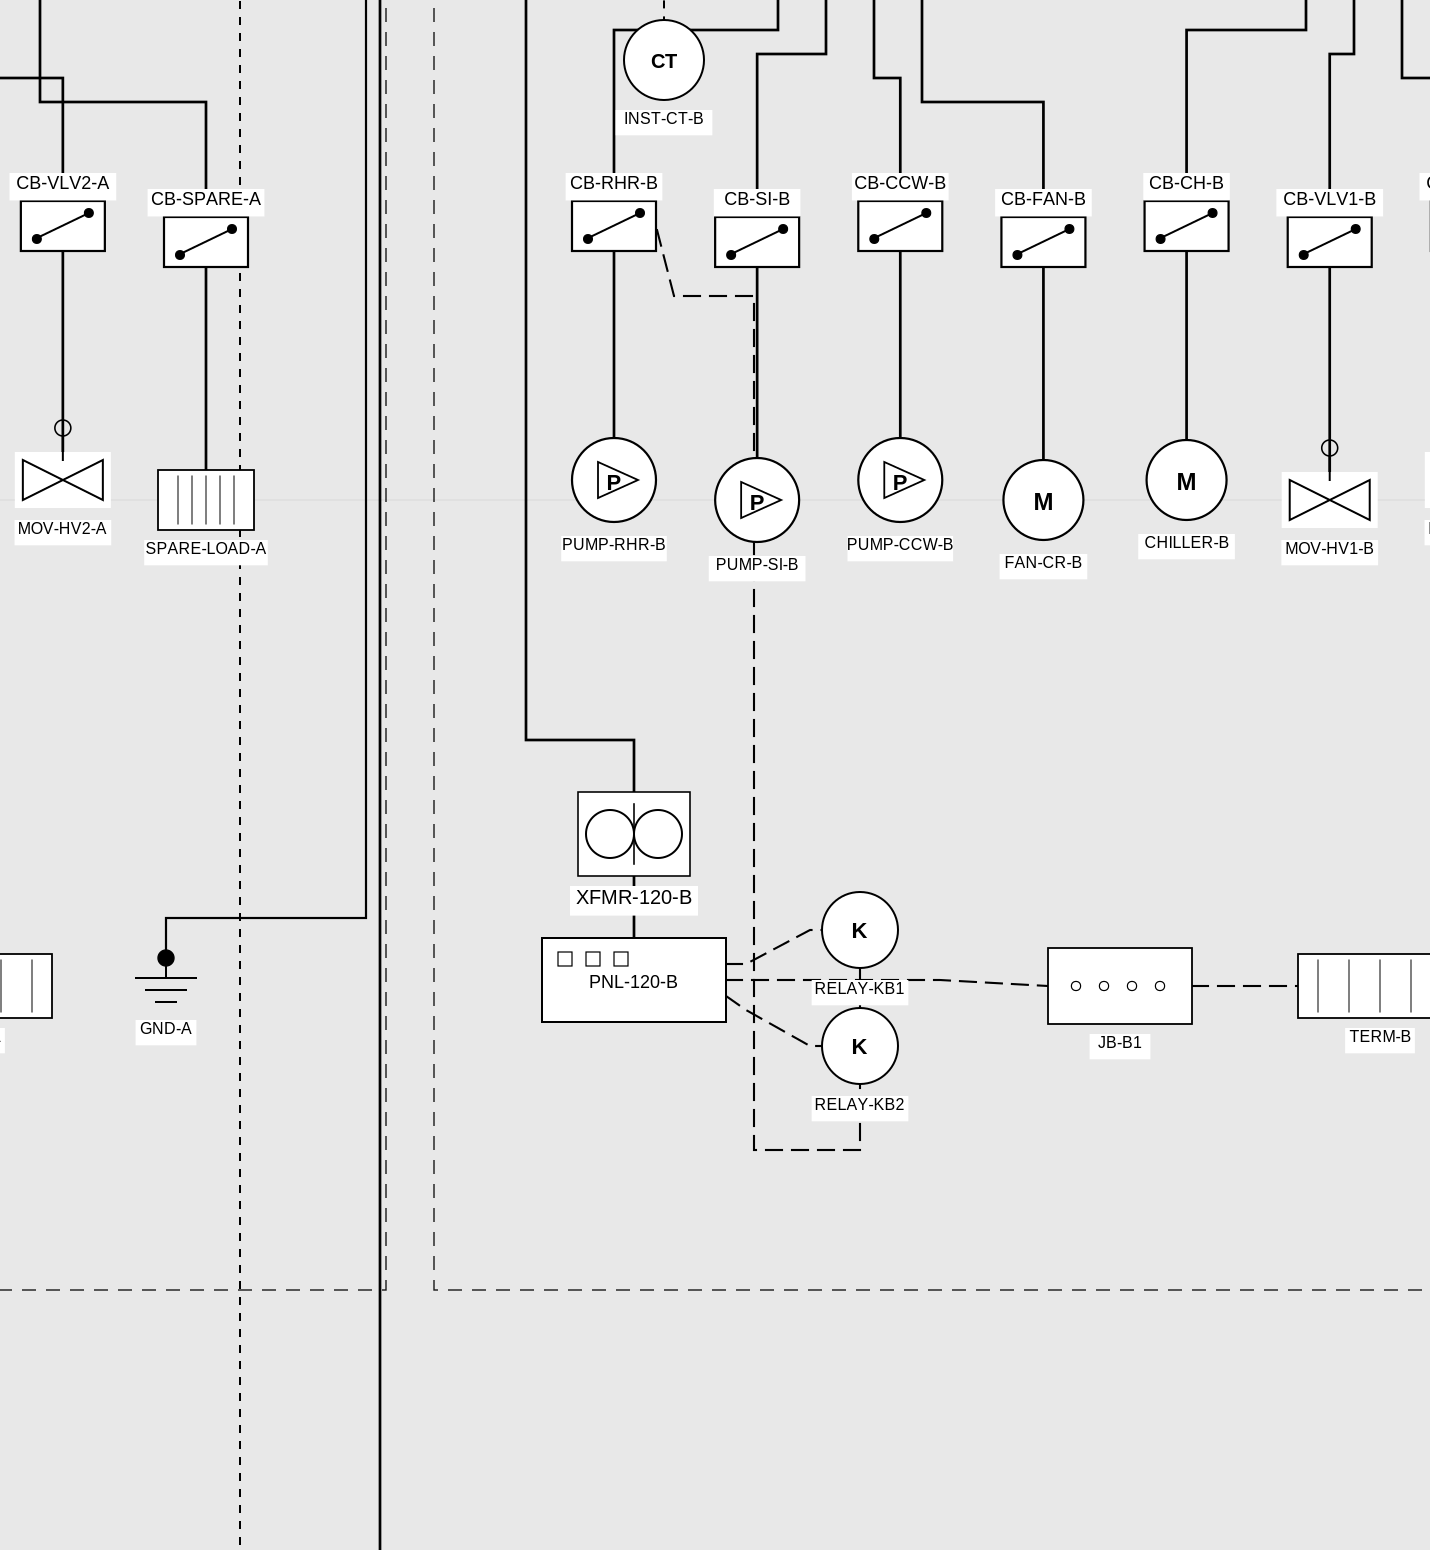 CT
INST-CT-B
CB-VLV2-A
CB-SPARE-A
CB-RHR-B
CB-SI-B
CB-CCW-B
CB-FAN-B
CB-CH-B
CB-VLV1-B
P
P
P
M
M
MOV-HV2-A
SPARE-LOAD-A
PUMP-RHR-B
PUMP-SI-B
PUMP-CCW-B
FAN-CR-B
CHILLER-B
MOV-HV1-B
XFMR-120-B
K
PNL-120-B
RELAY-KB1
GND-A
K
JB-B1
TERM-B
RELAY-KB2